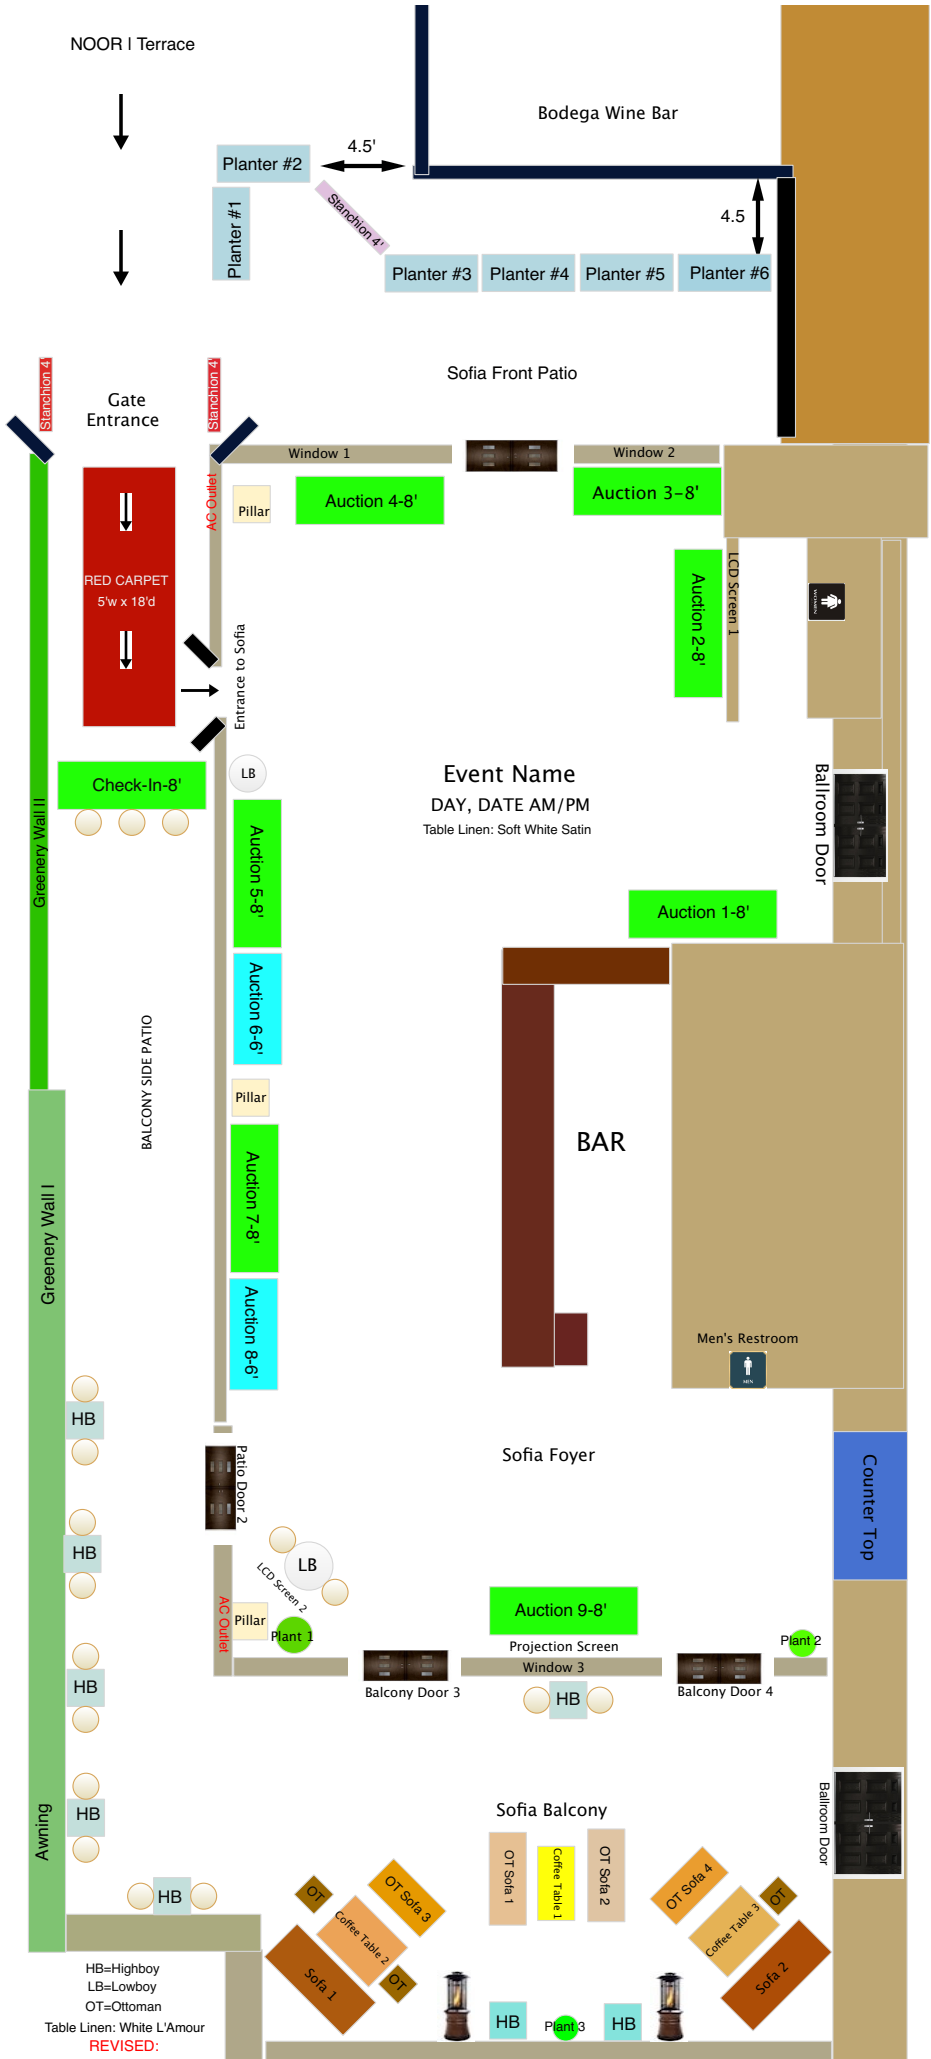 NOOR | Terrace
Bodega Wine Bar
4.5'
Planter #2
Planter #1
Stanchion 4'
4.5
Planter #3
Planter #4
Planter #5
Planter #6
Sofia Front Patio
Stanchion 4'
Stanchion 4'
Gate
Entrance
Window 1
Window 2
AC Outlet
Pillar
Auction 4-8'
Auction 3-8'
RED CARPET
5'w x 18'd
Auction 2-8'
LCD Screen 1
WOMEN
Entrance to Sofia
Check-In-8'
LB
Event Name
DAY, DATE AM/PM
Table Linen: Soft White Satin
Ballroom Door
Greenery Wall II
Auction 5-8'
Auction 1-8'
Auction 6-6'
BALCONY SIDE PATIO
Pillar
BAR
Auction 7-8'
Greenery Wall I
Auction 8-6'
Men's Restroom
MEN
HB
Patio Door 2
Sofia Foyer
Counter Top
HB
LB
LCD Screen 2
AC Outlet
Pillar
Plant 1
Auction 9-8'
Projection Screen
Window 3
Plant 2
Balcony Door 3
Balcony Door 4
HB
HB
Awning
HB
Sofia Balcony
Ballroom Door
HB
OT
OT Sofa 3
OT Sofa 1
Coffee Table 1
OT Sofa 2
OT Sofa 4
OT
Coffee Table 2
Coffee Table 3
OT
Sofa 1
Sofa 2
HB
Plant 3
HB
HB=Highboy
LB=Lowboy
OT=Ottoman
Table Linen: White L'Amour
REVISED: